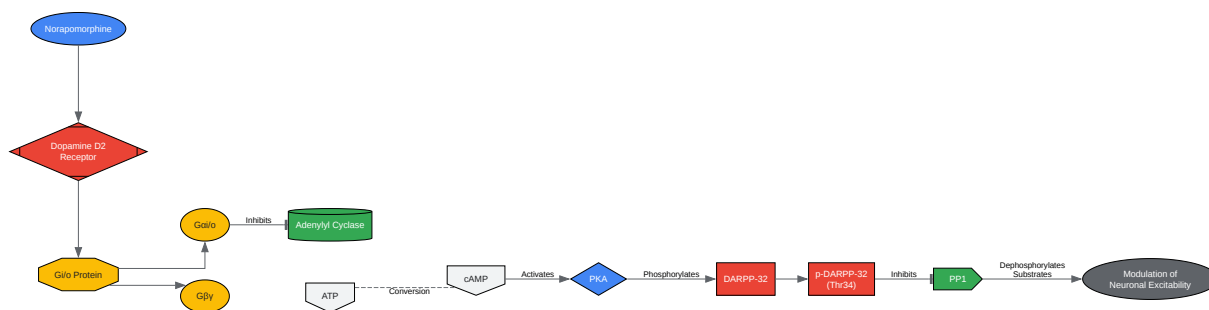 Norapomorphine
Dopamine D2
Receptor
Gαi/o
Inhibits
Adenylyl Cyclase
Gi/o Protein
Gβγ
ATP
Conversion
cAMP
Activates
PKA
Phosphorylates
DARPP-32
p-DARPP-32
(Thr34)
Inhibits
PP1
Dephosphorylates
Substrates
Modulation of
Neuronal Excitability